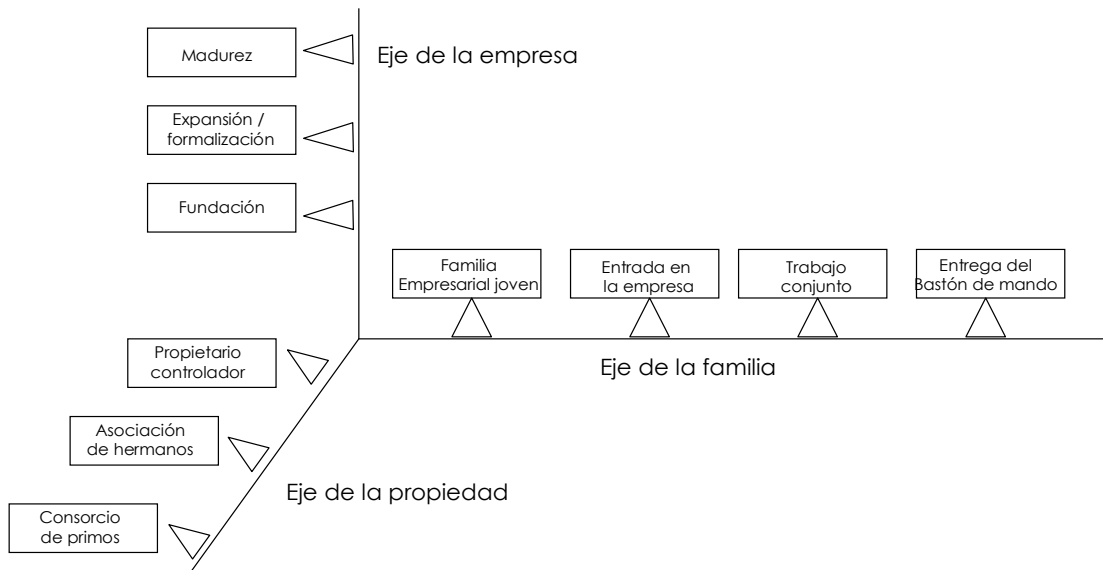 Madurez
Eje de la empresa
Expansión /
formalización
Fundación
Familia
Empresarial joven
Entrada en
la empresa
Trabajo
conjunto
Entrega del
Bastón de mando
Eje de la familia
Propietario
controlador
Asociación
de hermanos
Eje de la propiedad
Consorcio
de primos